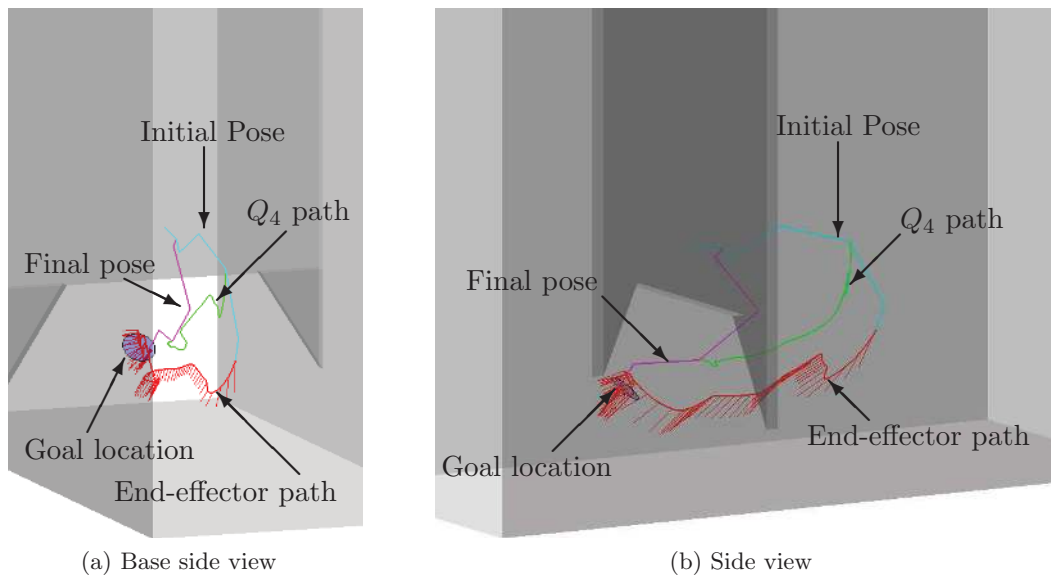 Initial Pose
Q₄ path
Final pose
Goal location
End-effector path
(a) Base side view
Initial Pose
Q₄ path
Final pose
End-effector path
Goal location
(b) Side view